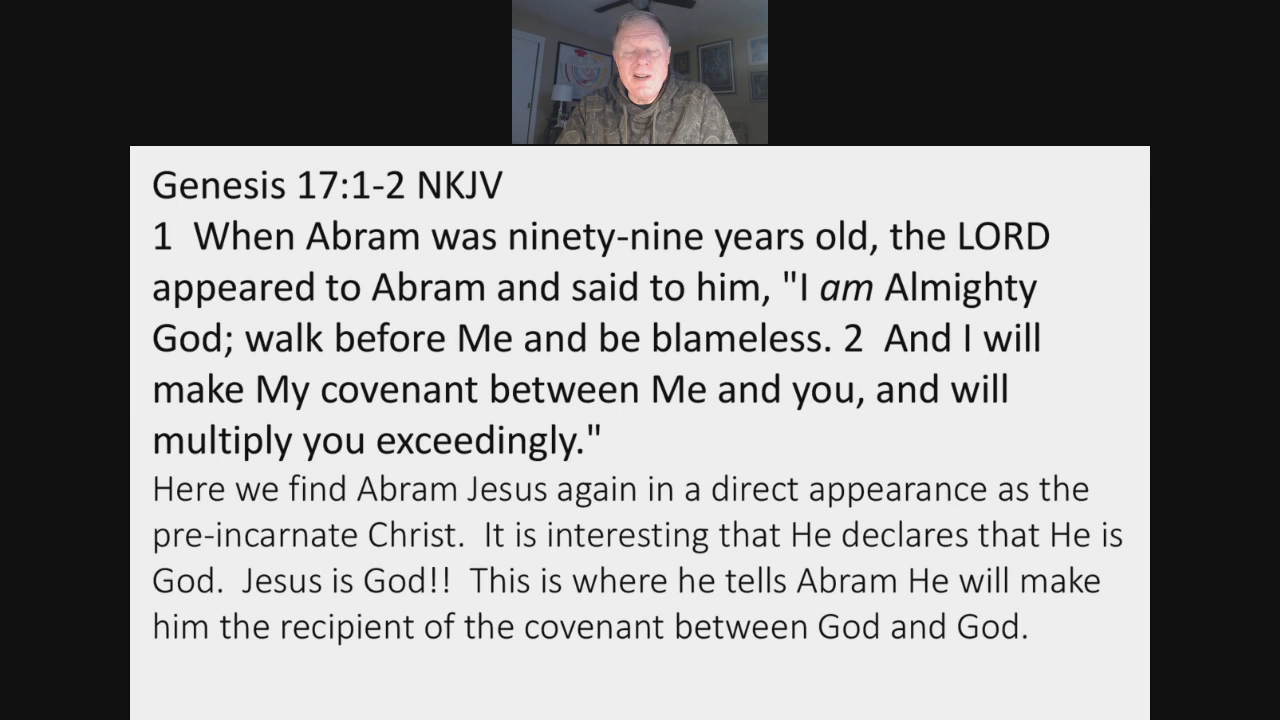 Genesis 17:1-2 NKJV
1  When Abram was ninety-nine years old, the LORD
appeared to Abram and said to him, "I am Almighty
God; walk before Me and be blameless. 2  And I will
make My covenant between Me and you, and will
multiply you exceedingly."
Here we find Abram Jesus again in a direct appearance as the
pre-incarnate Christ.  It is interesting that He declares that He is
God.  Jesus is God!!  This is where he tells Abram He will make
him the recipient of the covenant between God and God.